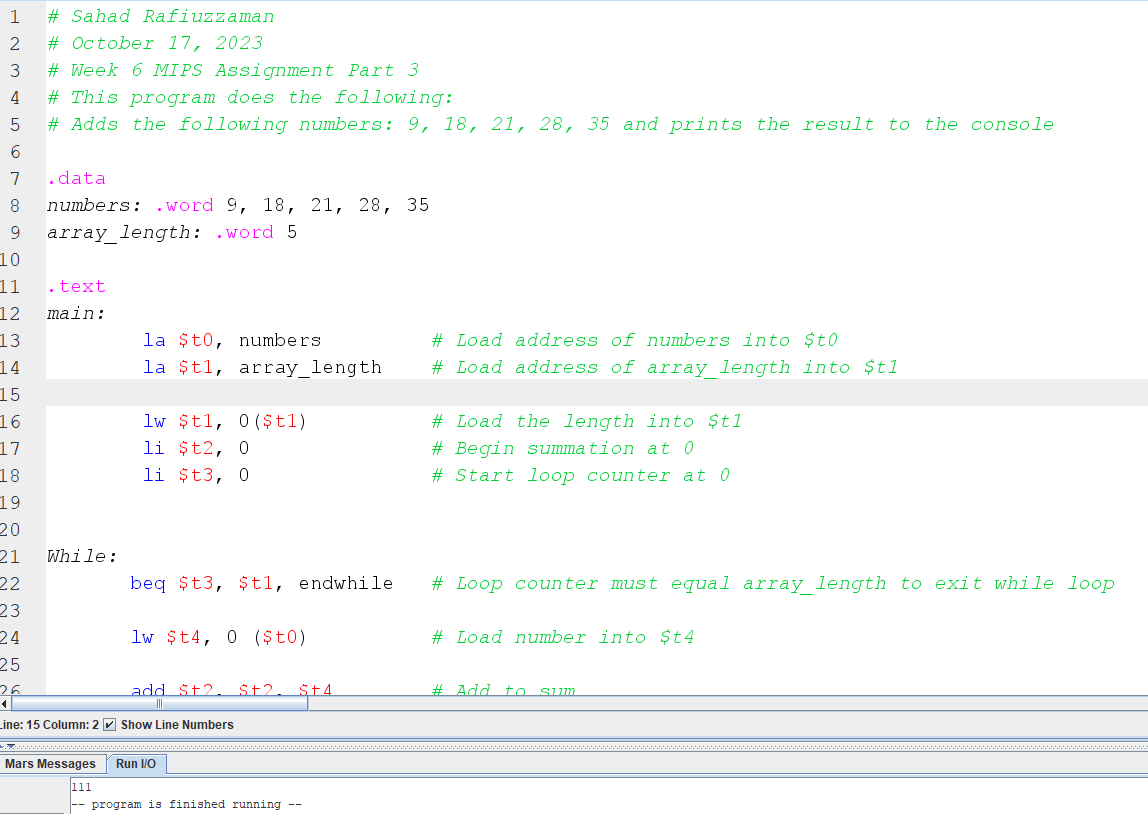 1 # Sahad Rafiuzzaman
2 # October 17, 2023
3 # Week 6 MIPS Assignment Part 3
4 # This program does the following:
5 # Adds the following numbers: 9, 18, 21, 28, 35 and prints the result to the console
6
7 .data
8 numbers: .word 9, 18, 21, 28, 35
9 array_length: .word 5
10
11 .text
12 main:
13 la $t0, numbers # Load address of numbers into $t0
14 la $t1, array_length # Load address of array_length into $t1
15
16 lw $t1, 0($t1) # Load the length into $t1
17 li $t2, 0 # Begin summation at 0
18 li $t3, 0 # Start loop counter at 0
19
20
21 While:
22 beq $t3, $t1, endwhile # Loop counter must equal array_length to exit while loop
23
24 lw $t4, 0 ($t0) # Load number into $t4
25
26 add $t2, $t2, $t4 # Add to sum
Line: 15 Column: 2 Show Line Numbers
Mars Messages Run I/O
111
-- program is finished running --